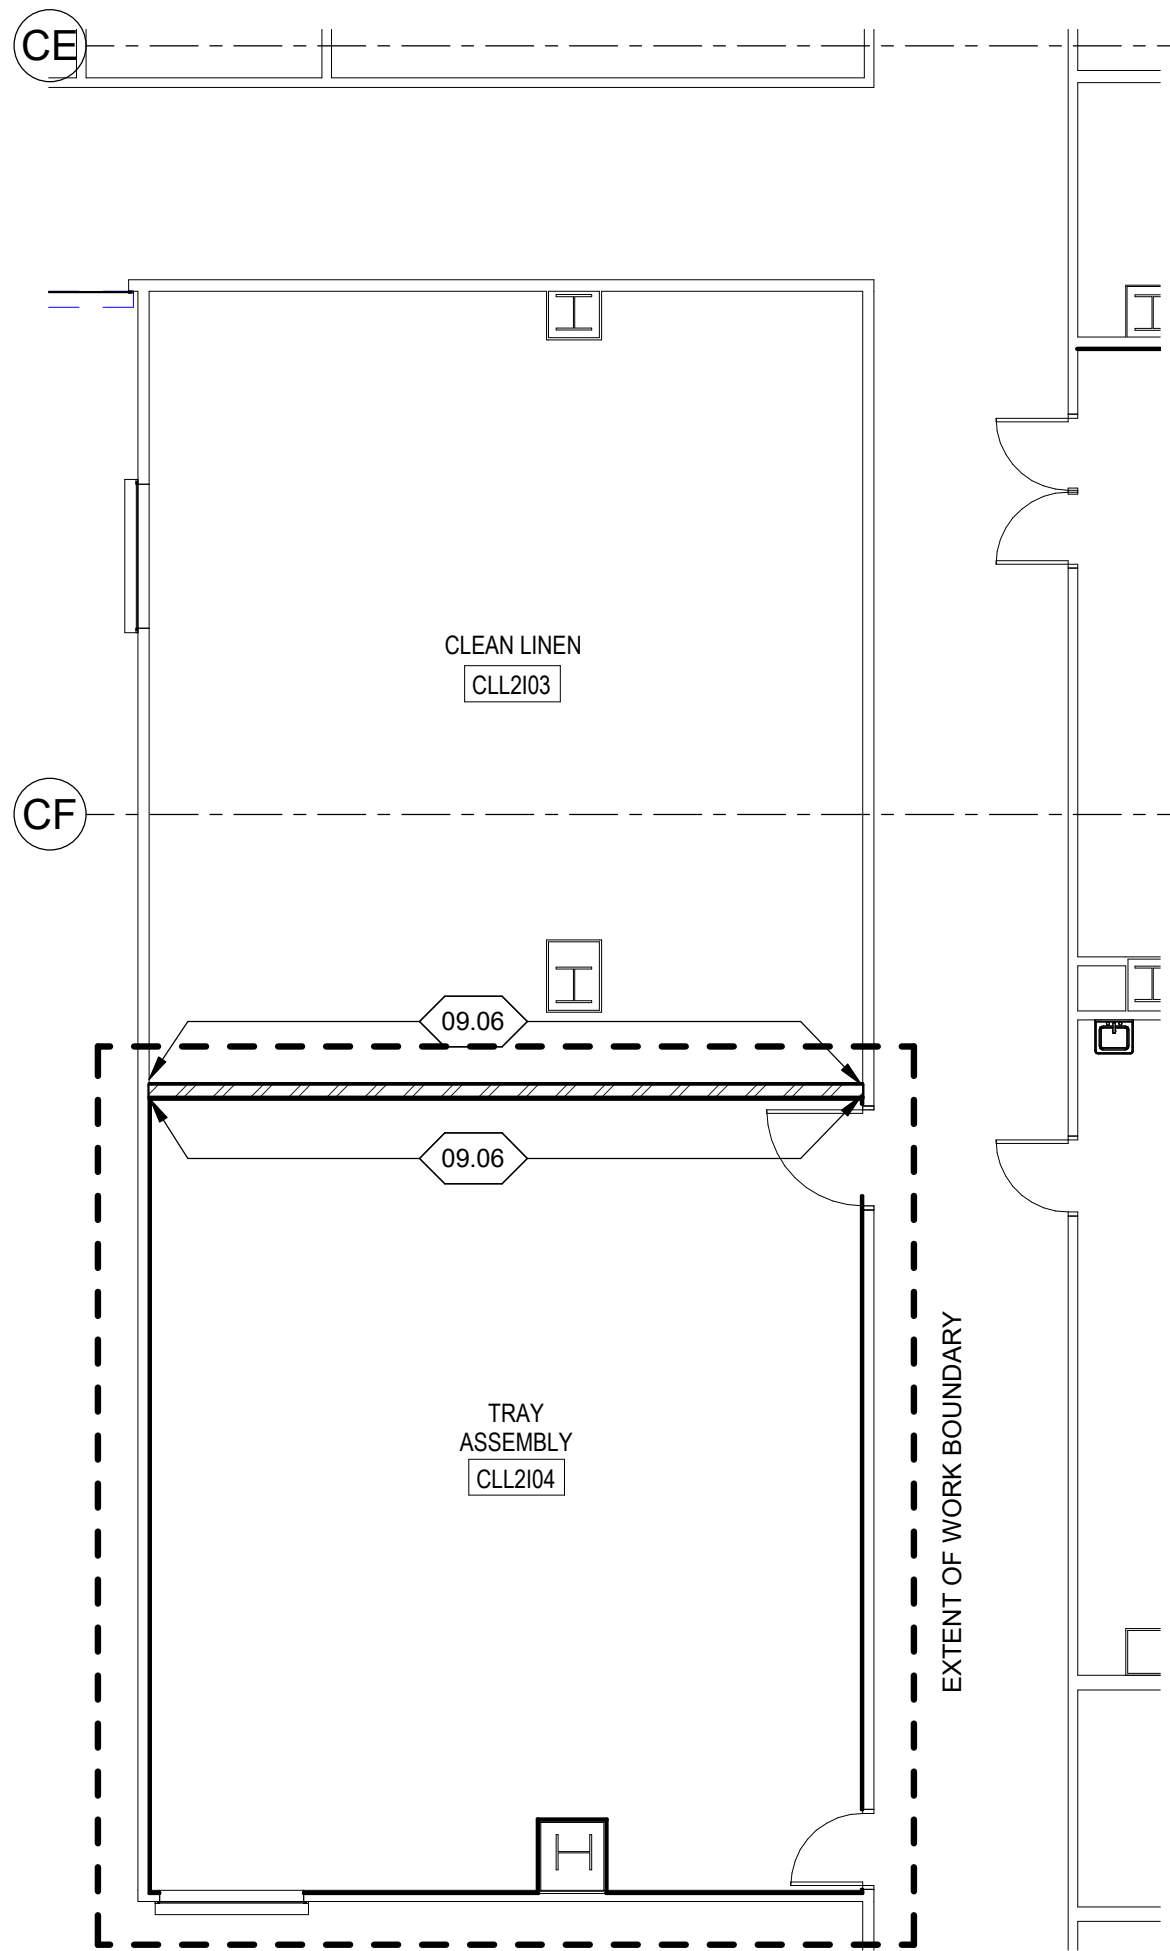 CE
CLEAN LINEN
CLL2I03
CF
09.06
09.06
TRAY
ASSEMBLY
CLL2I04
EXTENT OF WORK BOUNDARY